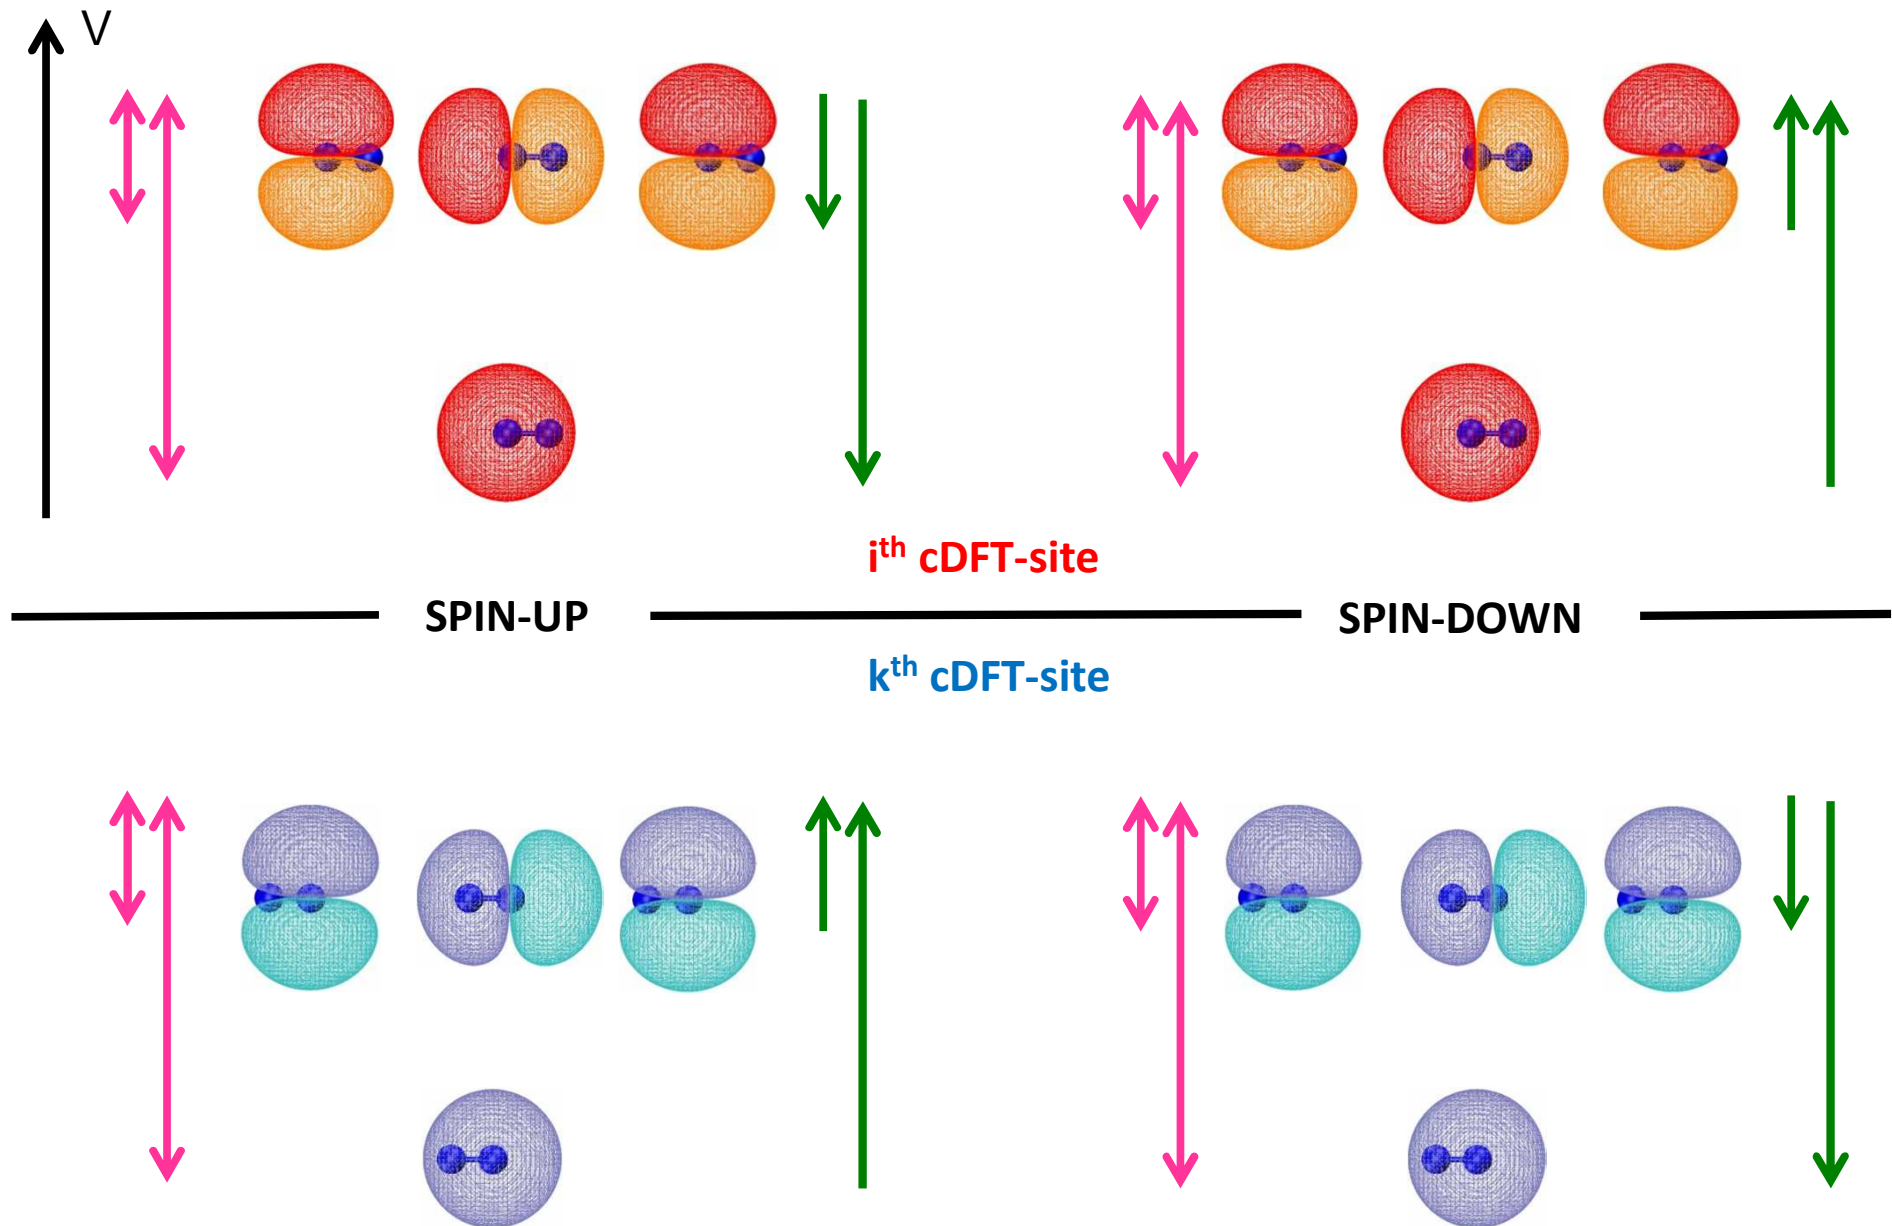 V
iᵗʰ cDFT-site
SPIN-UP
SPIN-DOWN
kᵗʰ cDFT-site